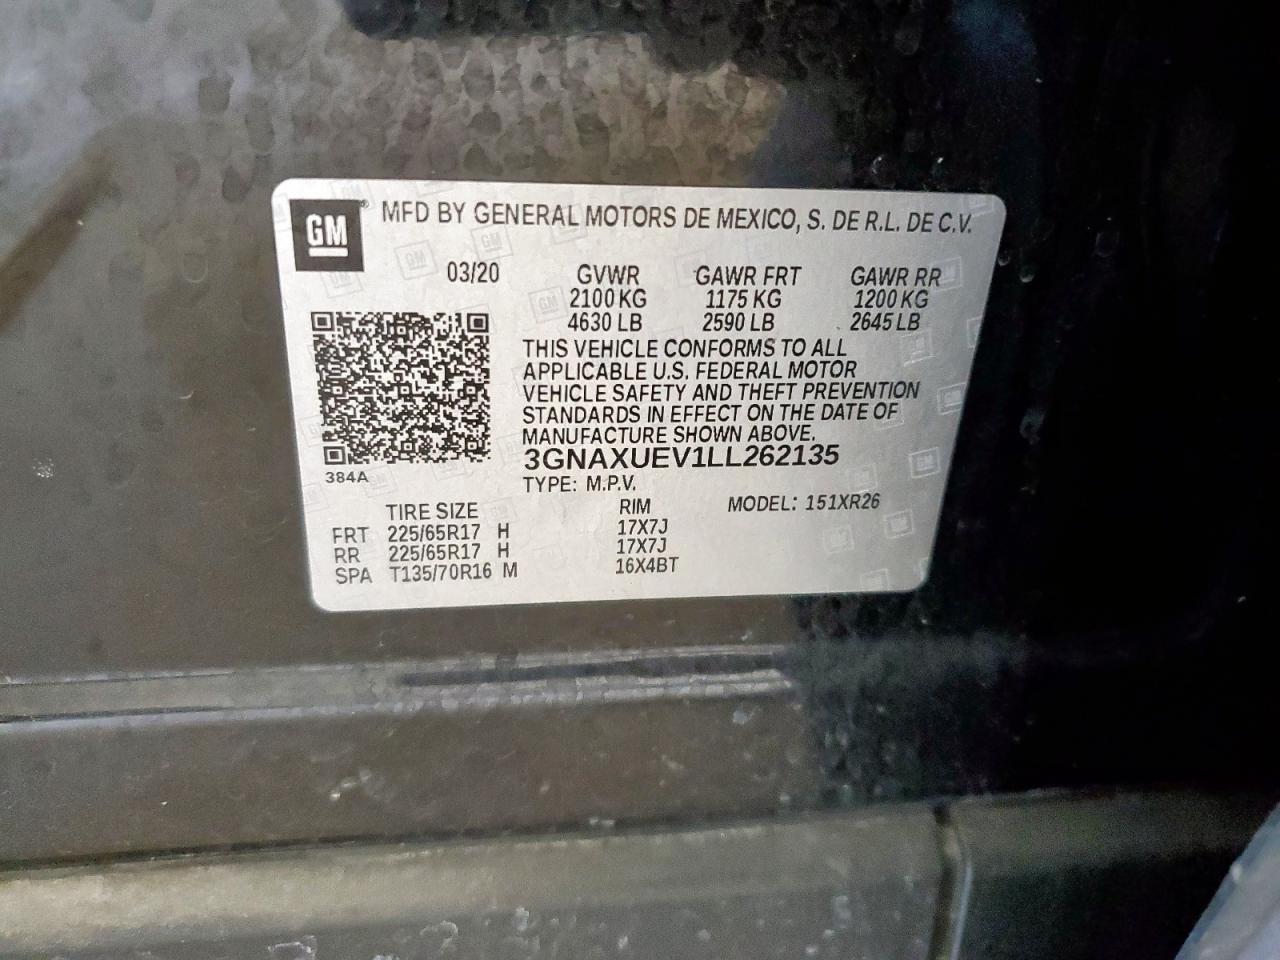 GM® MFD BY GENERAL MOTORS DE MEXICO, S. DE R.L. DE C.V.
03/20 GVWR GAWR FRT GAWR RR
2100 KG 1175 KG 1200 KG
4630 LB 2590 LB 2645 LB
THIS VEHICLE CONFORMS TO ALL
APPLICABLE U.S. FEDERAL MOTOR
VEHICLE SAFETY AND THEFT PREVENTION
STANDARDS IN EFFECT ON THE DATE OF
MANUFACTURE SHOWN ABOVE.
3GNAXUEV1LL262135
384A TYPE: M.P.V.
TIRE SIZE RIM MODEL: 151XR26
FRT 225/65R17 H 17X7J
RR 225/65R17 H 17X7J
SPA T135/70R16 M 16X4BT